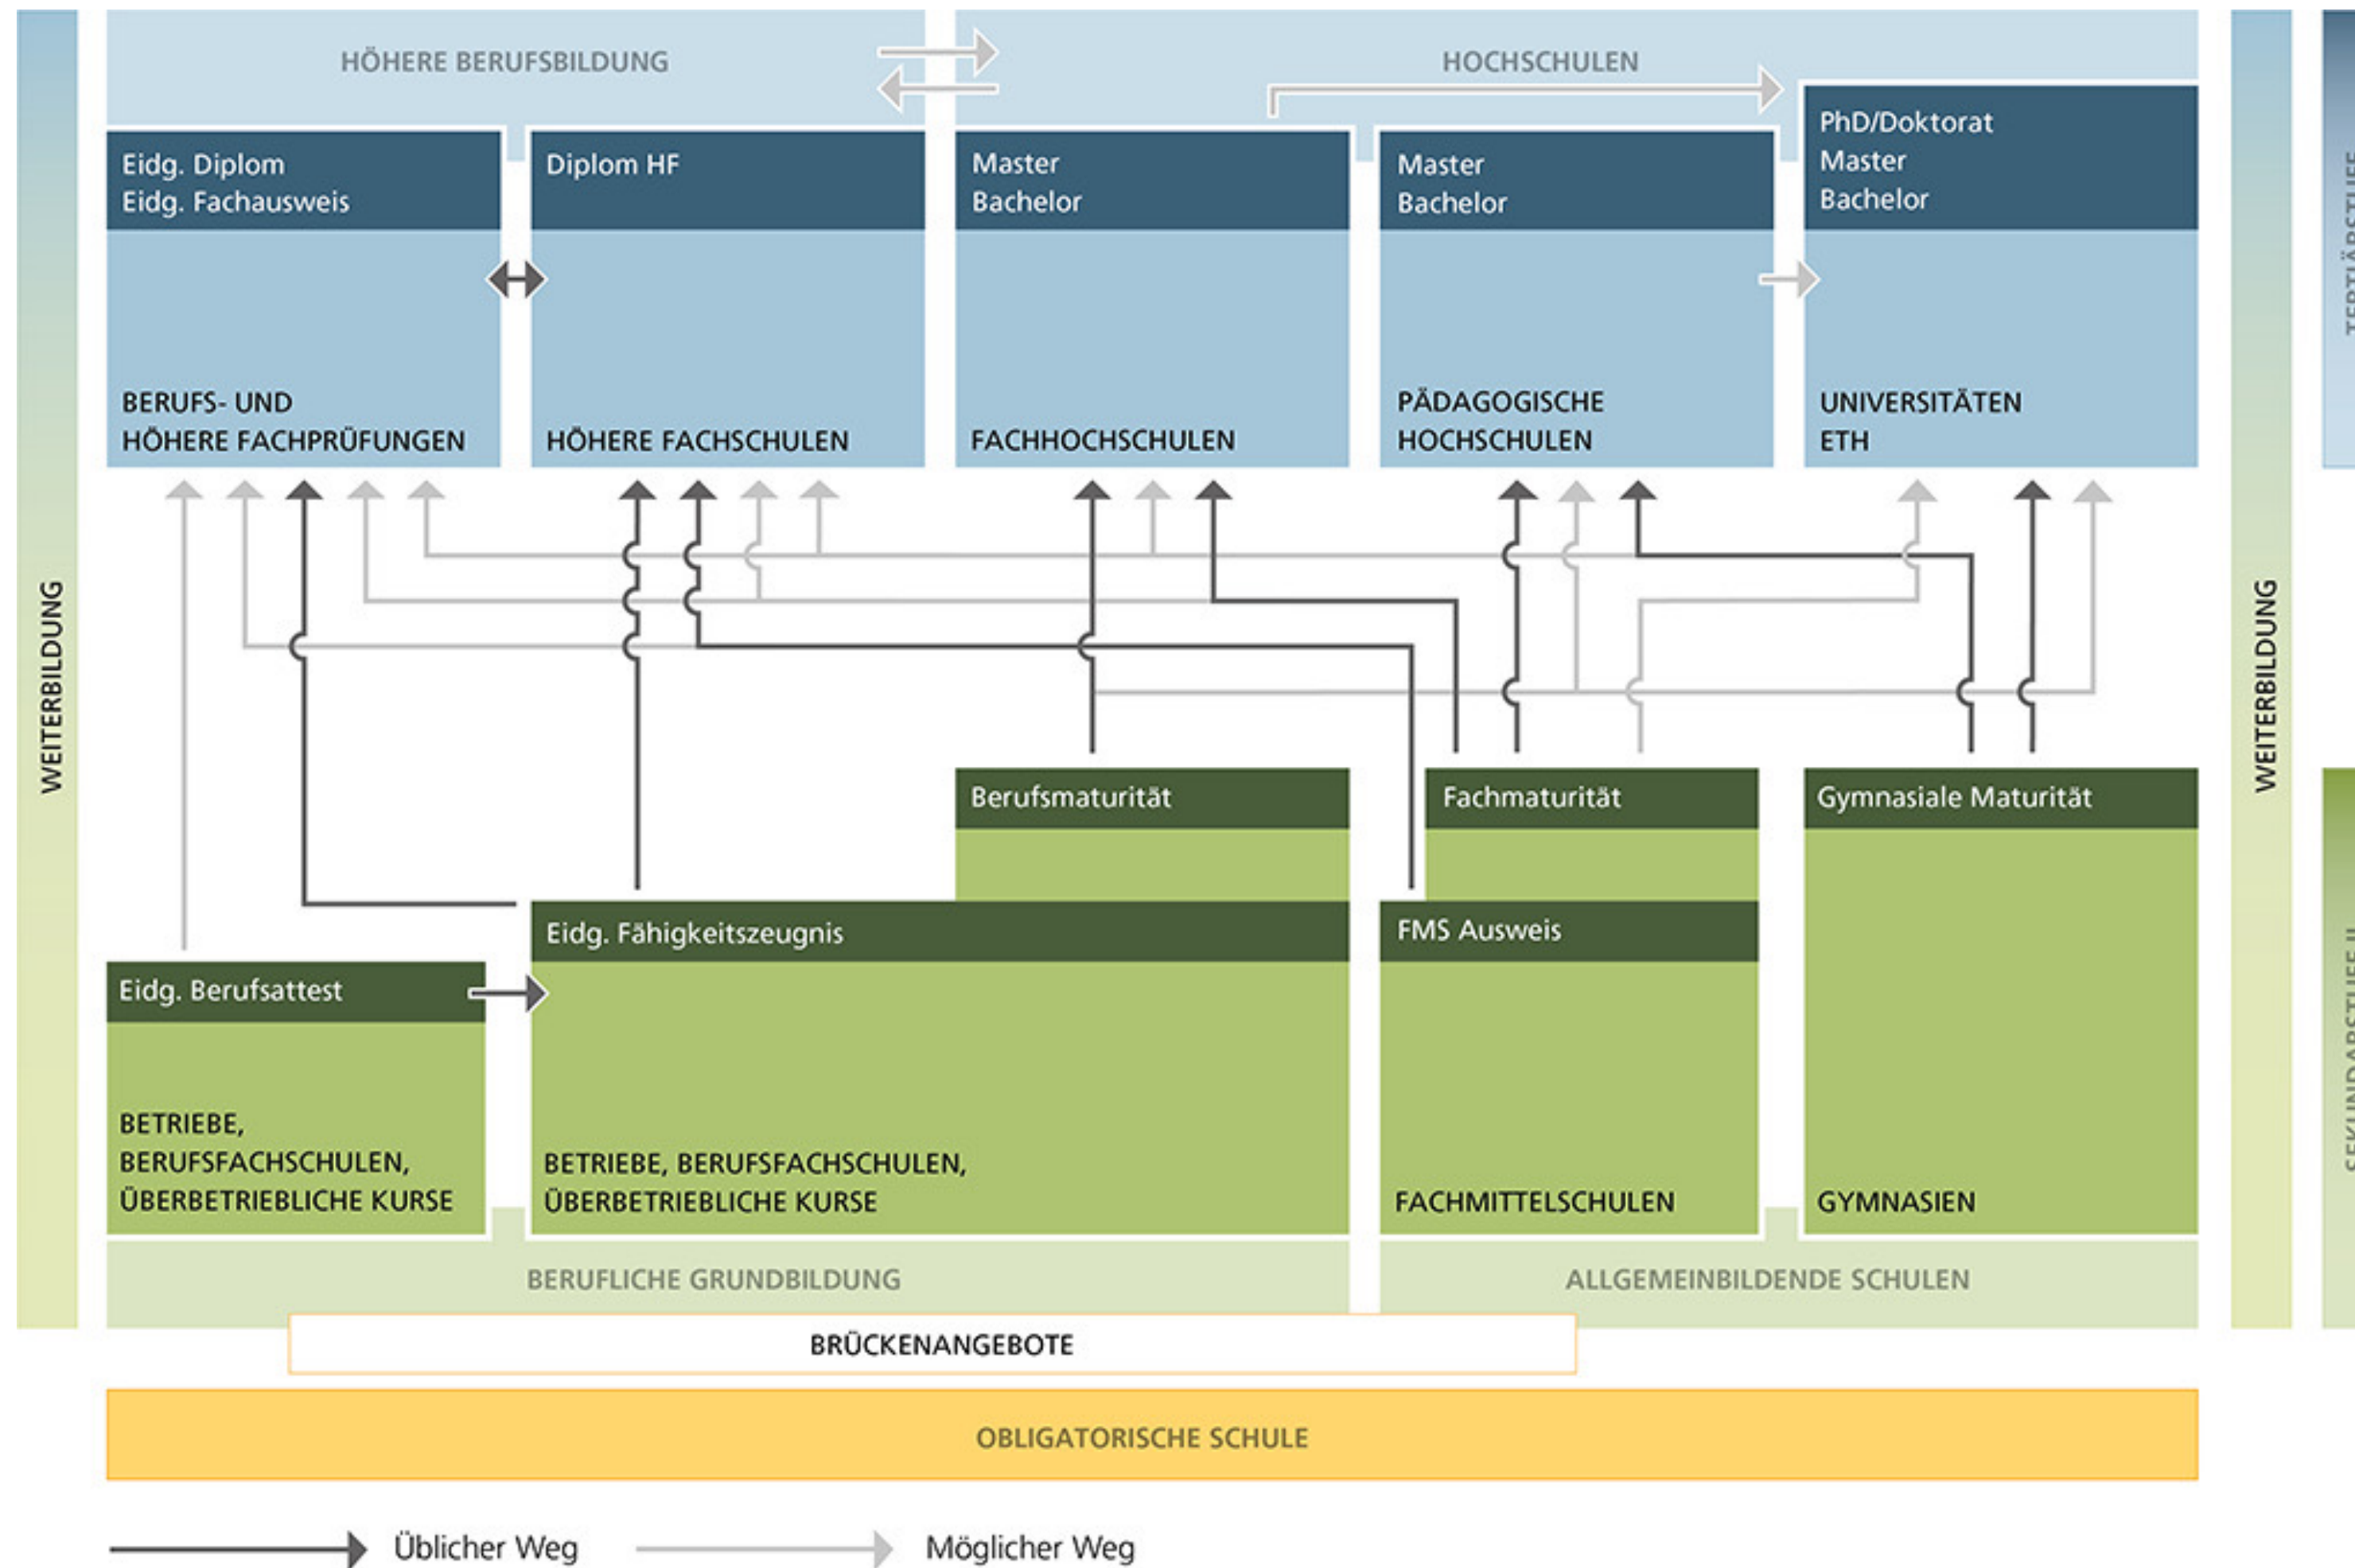 HÖHERE BERUFSBILDUNG
HOCHSCHULEN
Eidg. Diplom
Eidg. Fachausweis
Diplom HF
Master
Bachelor
Master
Bachelor
PhD/Doktorat
Master
Bachelor
BERUFS- UND
HÖHERE FACHPRÜFUNGEN
HÖHERE FACHSCHULEN
FACHHOCHSCHULEN
PÄDAGOGISCHE
HOCHSCHULEN
UNIVERSITÄTEN
ETH
TERTIÄRSTUFE
WEITERBILDUNG
WEITERBILDUNG
Berufsmaturität
Fachmaturität
Gymnasiale Maturität
Eidg. Fähigkeitszeugnis
FMS Ausweis
Eidg. Berufsattest
BETRIEBE,
BERUFSFACHSCHULEN,
ÜBERBETRIEBLICHE KURSE
BETRIEBE, BERUFSFACHSCHULEN,
ÜBERBETRIEBLICHE KURSE
FACHMITTELSCHULEN
GYMNASIEN
SEKUNDARSTUFE II
BERUFLICHE GRUNDBILDUNG
ALLGEMEINBILDENDE SCHULEN
BRÜCKENANGEBOTE
OBLIGATORISCHE SCHULE
Üblicher Weg
Möglicher Weg